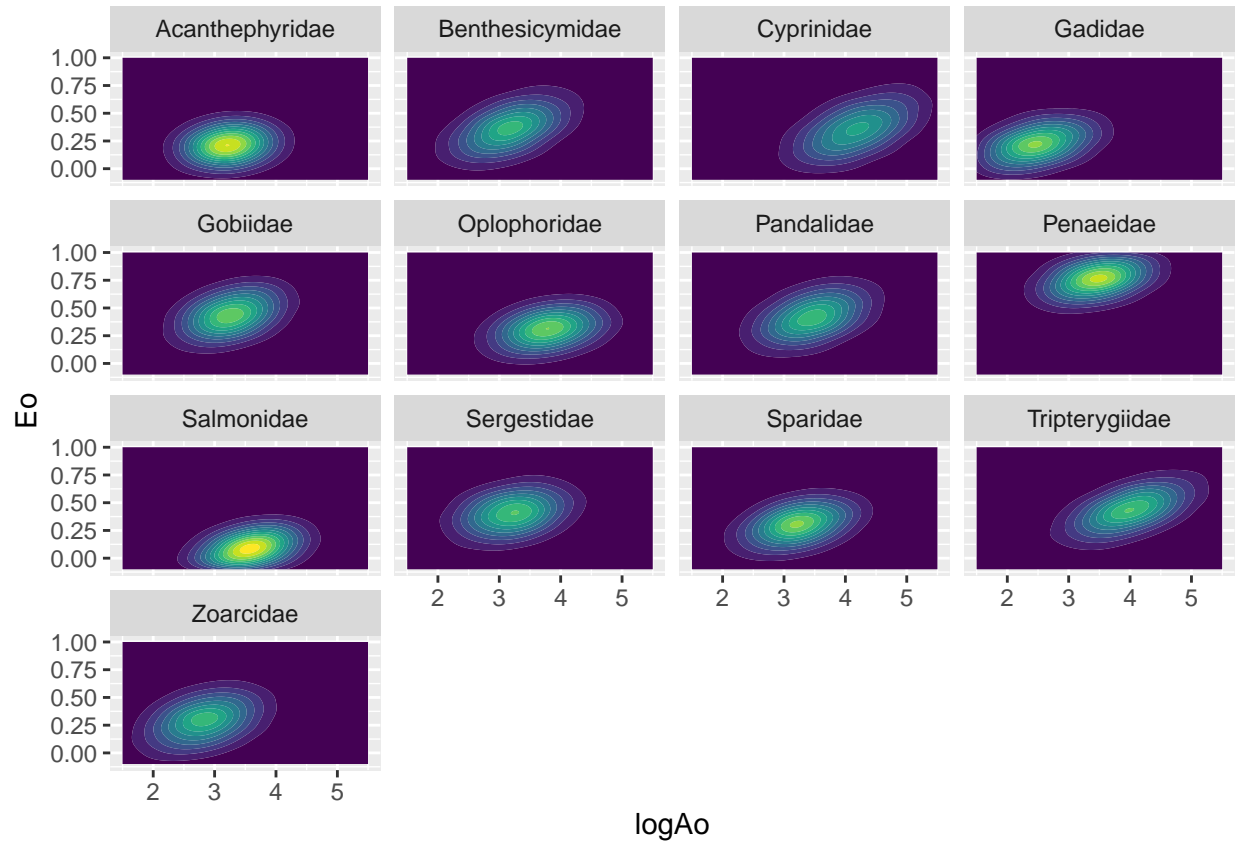 Acanthephyridae Benthesicymidae Cyprinidae Gadidae
1.00
0.75
0.50
0.25
0.00
Gobiidae Oplophoridae Pandalidae Penaeidae
1.00
0.75
0.50
0.25
0.00
Eo
Salmonidae Sergestidae Sparidae Tripterygiidae
1.00
0.75
0.50
0.25
0.00
2 3 4 5 2 3 4 5 2 3 4 5
Zoarcidae
1.00
0.75
0.50
0.25
0.00
2 3 4 5
logAo